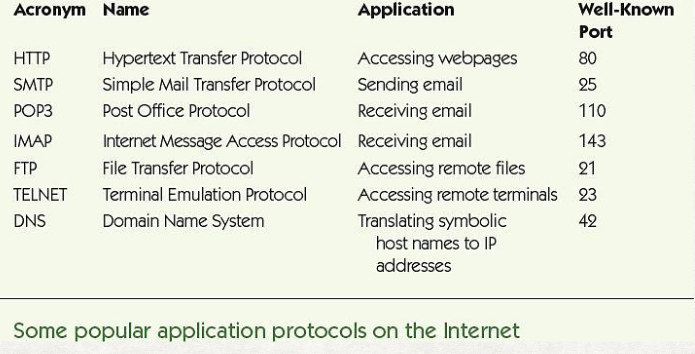 Acronym Name Application Well-Known
Port
HTTP Hypertext Transfer Protocol Accessing webpages 80
SMTP Simple Mail Transfer Protocol Sending email 25
POP3 Post Office Protocol Receiving email 110
IMAP Internet Message Access Protocol Receiving email 143
FTP File Transfer Protocol Accessing remote files 21
TELNET Terminal Emulation Protocol Accessing remote terminals 23
DNS Domain Name System Translating symbolic 42
host names to IP
addresses
Some popular application protocols on the Internet